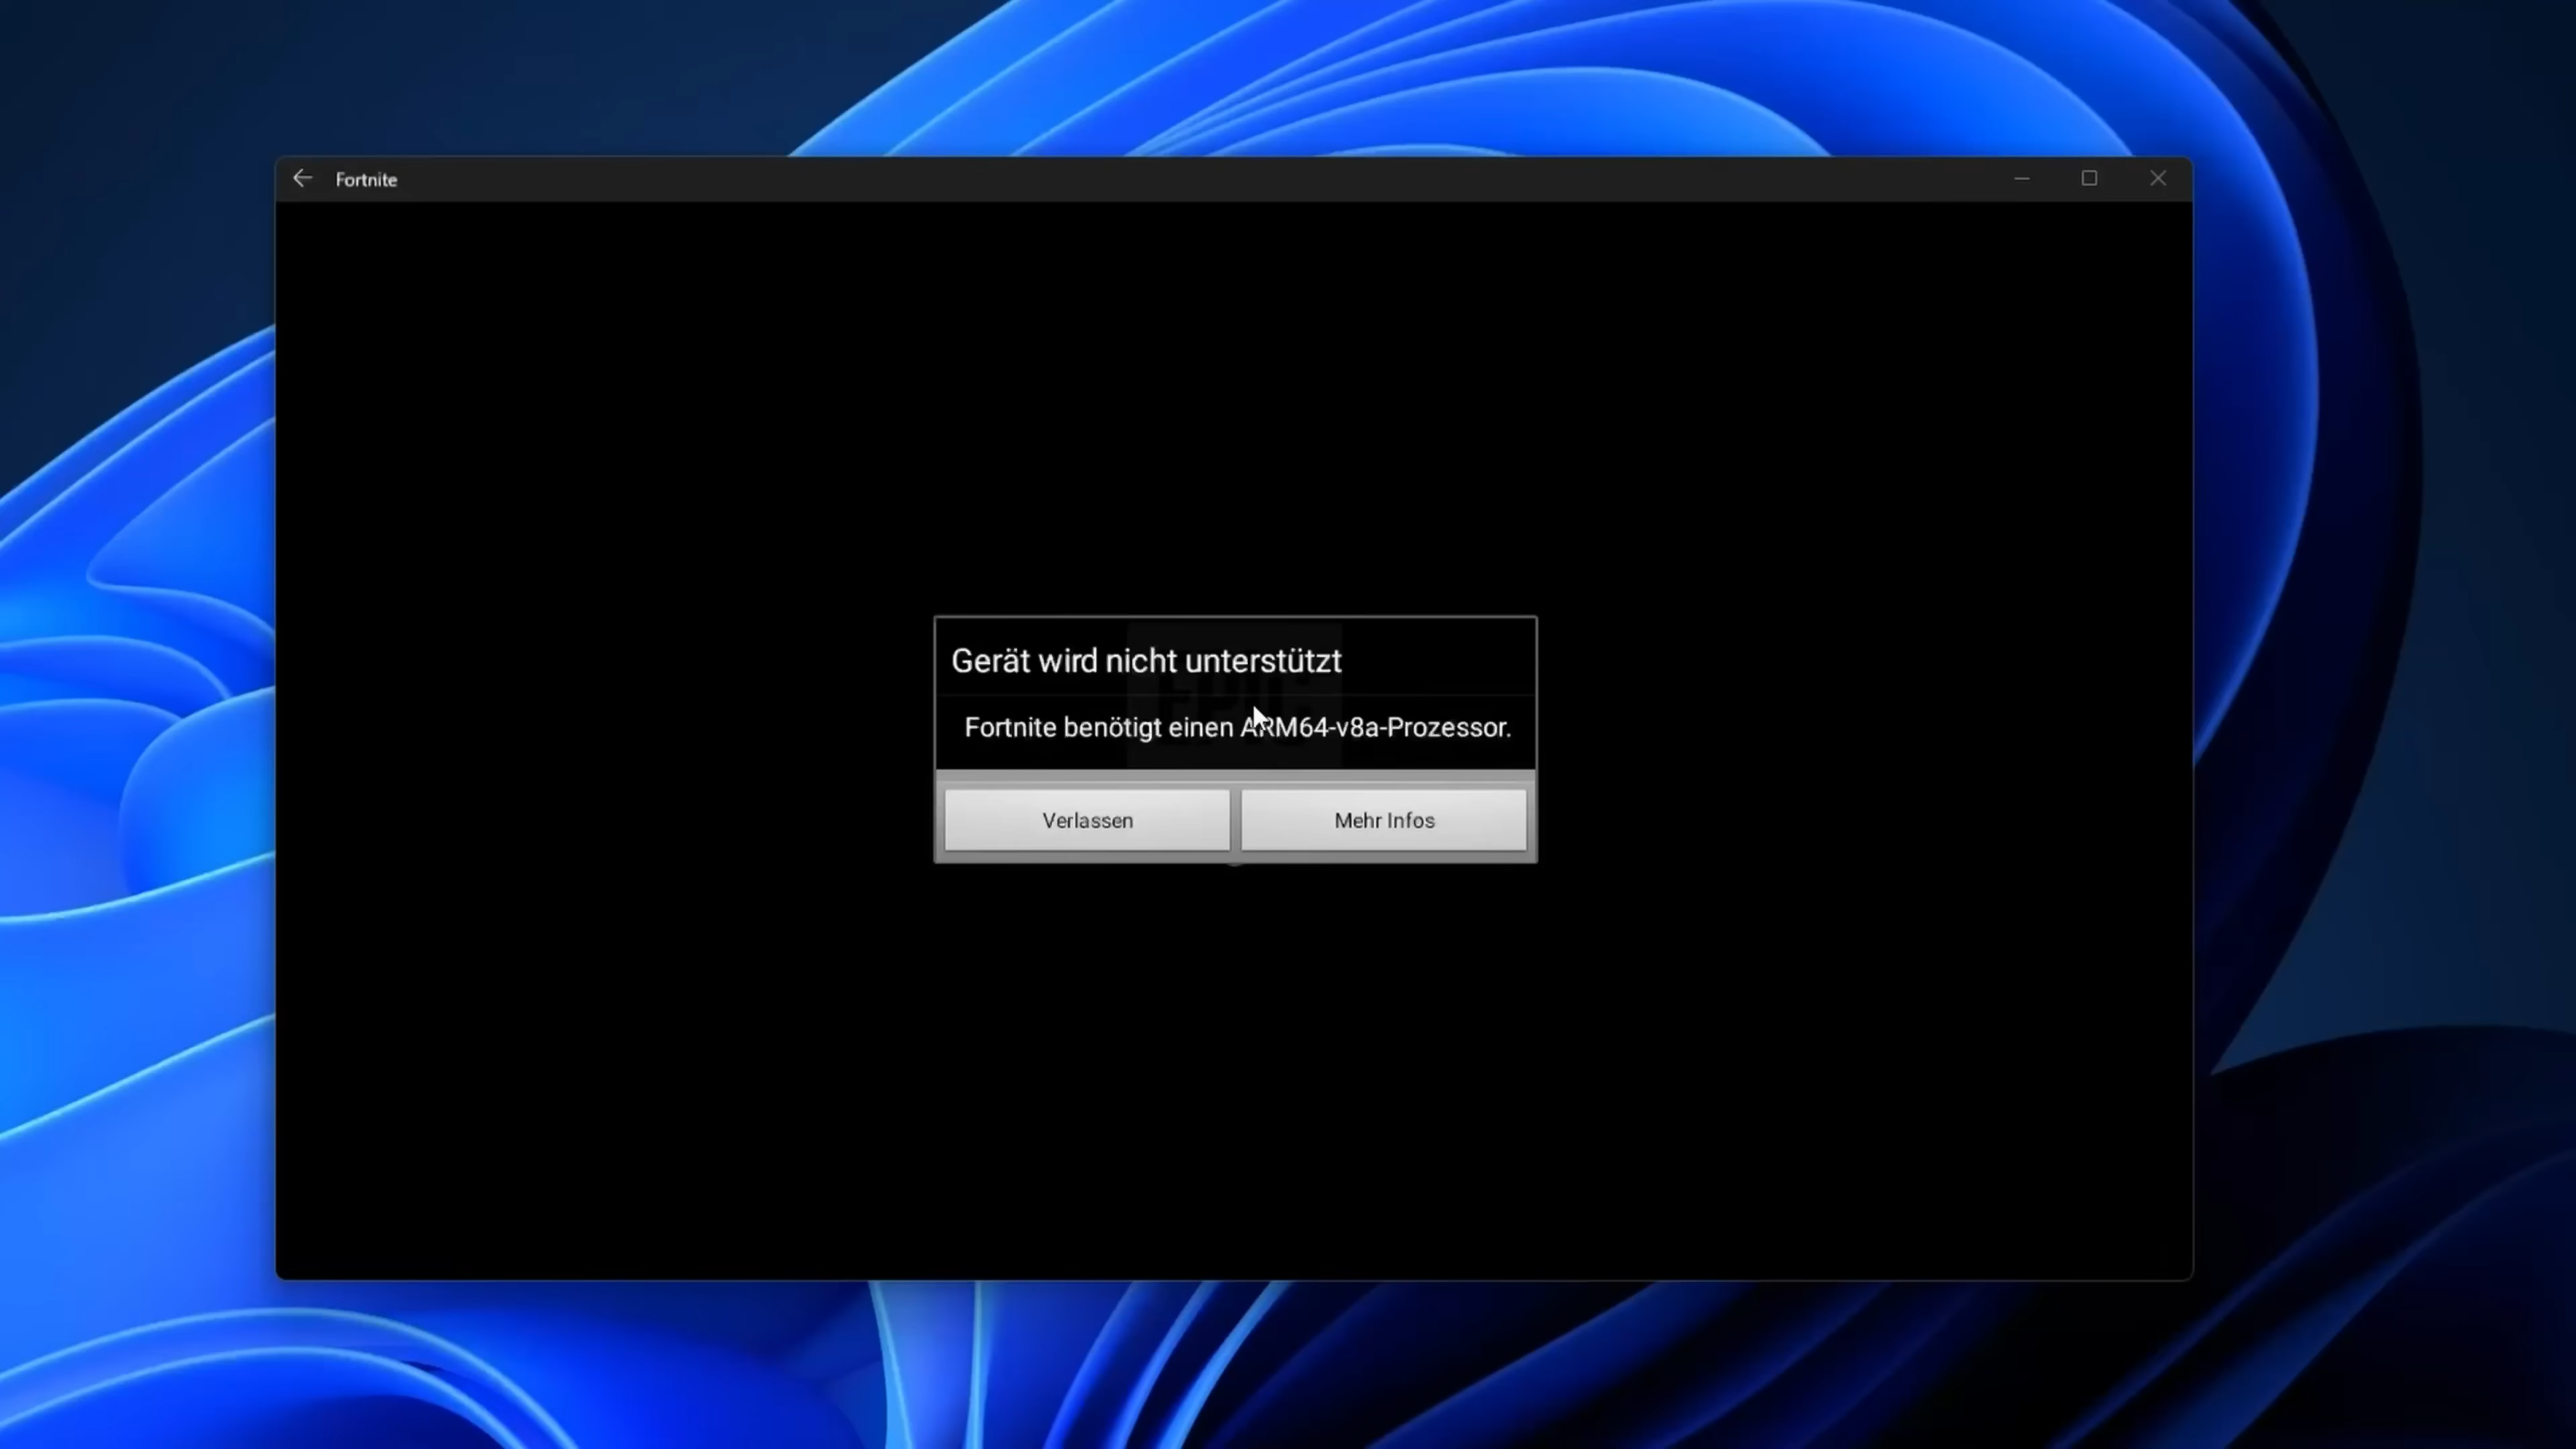 Fortnite
Gerät wird nicht unterstützt
Fortnite benötigt einen ARM64-v8a-Prozessor.
Verlassen
Mehr Infos